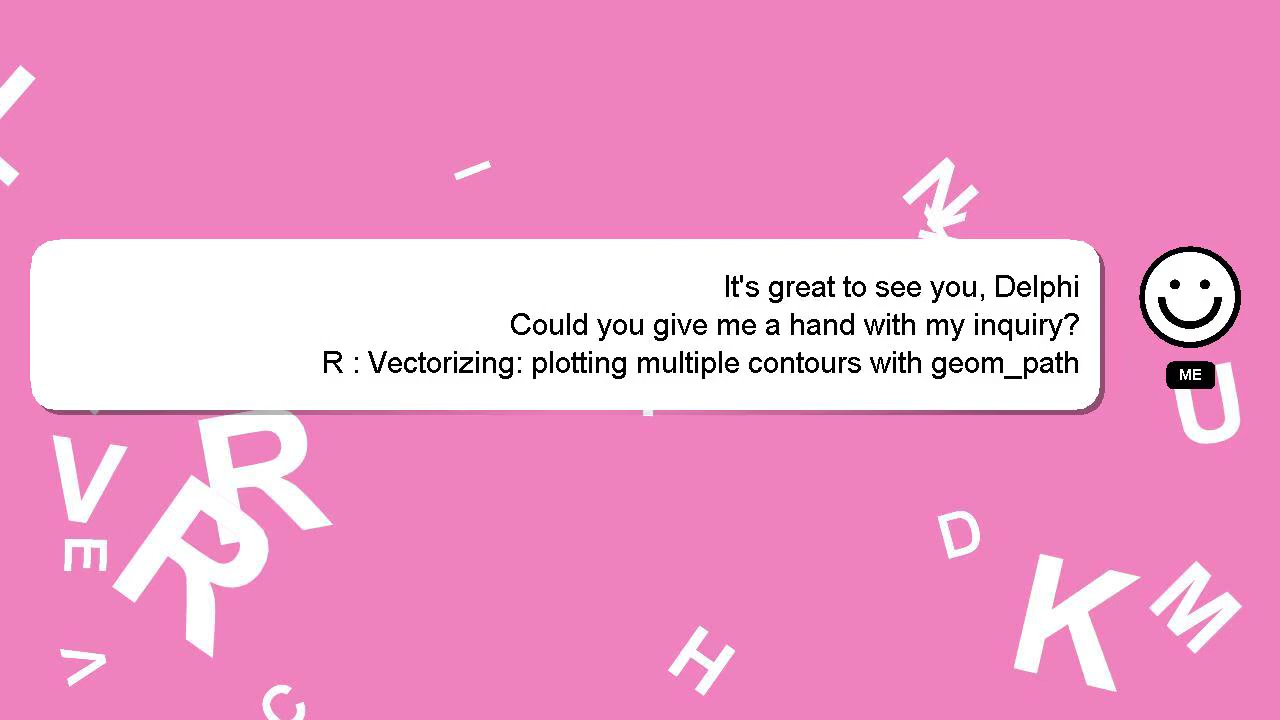 It's great to see you, Delphi
Could you give me a hand with my inquiry?
R : Vectorizing: plotting multiple contours with geom_path
ME
I
N
K
U
V
R
R
E
V
C
H
D
K
M